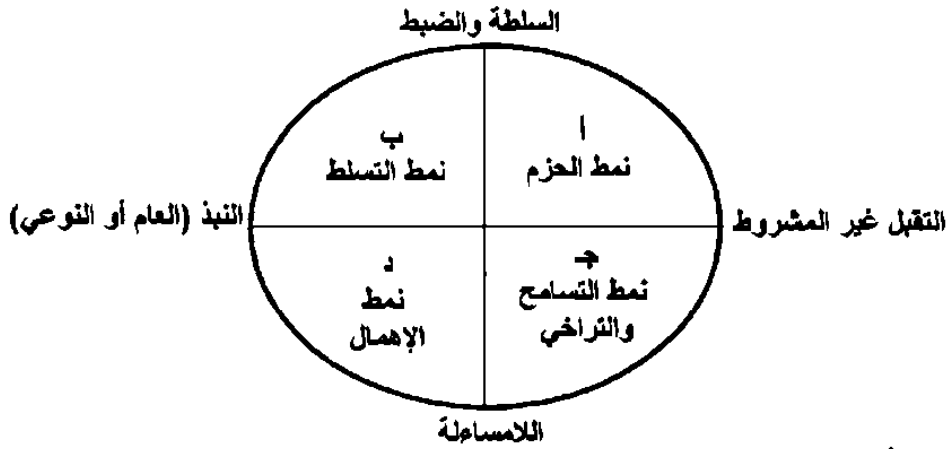 السلطة والضبط
أ
نمط الحزم
ب
نمط التسلط
التقبل غير المشروط
النبذ (العام أو النوعي)
جـ
نمط التسامح
والتراخي
د
نمط
الإهمال
اللامساءلة